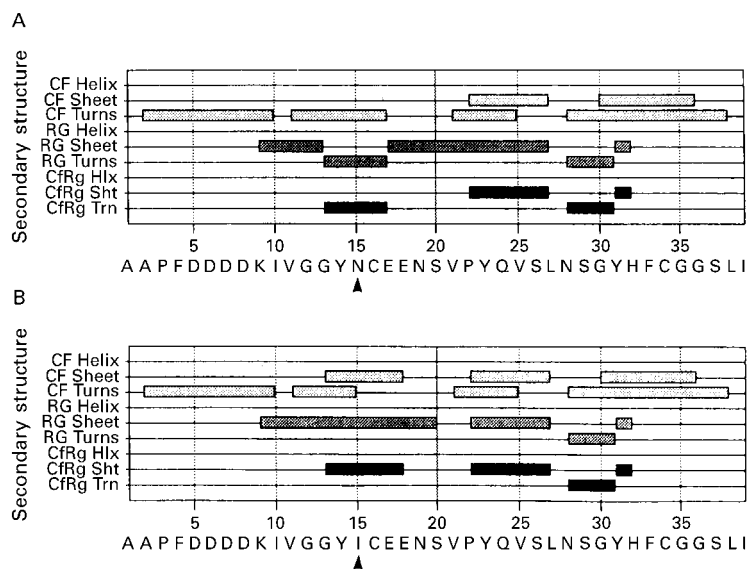 A
Secondary structure
CF Helix
CF Sheet
CF Turns
RG Helix
RG Sheet
RG Turns
CfRg Hlx
CfRg Sht
CfRg Trn
5 10 15 20 25 30 35
A A P F D D D D K I V G G Y N C E E N S V P Y Q V S L N S G Y H F C G G S L I
B
Secondary structure
CF Helix
CF Sheet
CF Turns
RG Helix
RG Sheet
RG Turns
CfRg Hlx
CfRg Sht
CfRg Trn
5 10 15 20 25 30 35
A A P F D D D D K I V G G Y I C E E N S V P Y Q V S L N S G Y H F C G G S L I